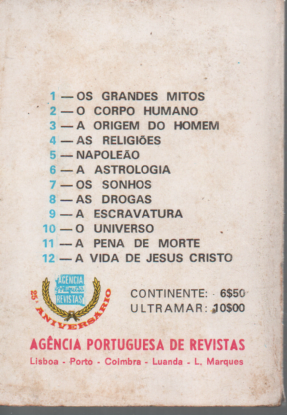 1 — OS GRANDES MITOS
2 — O CORPO HUMANO
3 — A ORIGEM DO HOMEM
4 — AS RELIGIÕES
5 — NAPOLEÃO
6 — A ASTROLOGIA
7 — OS SONHOS
8 — AS DROGAS
9 — A ESCRAVATURA
10 — O UNIVERSO
11 — A PENA DE MORTE
12 — A VIDA DE JESUS CRISTO
AGÊNCIA
REVISTAS
25º ANIVERSÁRIO
CONTINENTE: 6$50
ULTRAMAR: 10$00
AGÊNCIA PORTUGUESA DE REVISTAS
Lisboa - Porto - Coimbra - Luanda - L. Marques